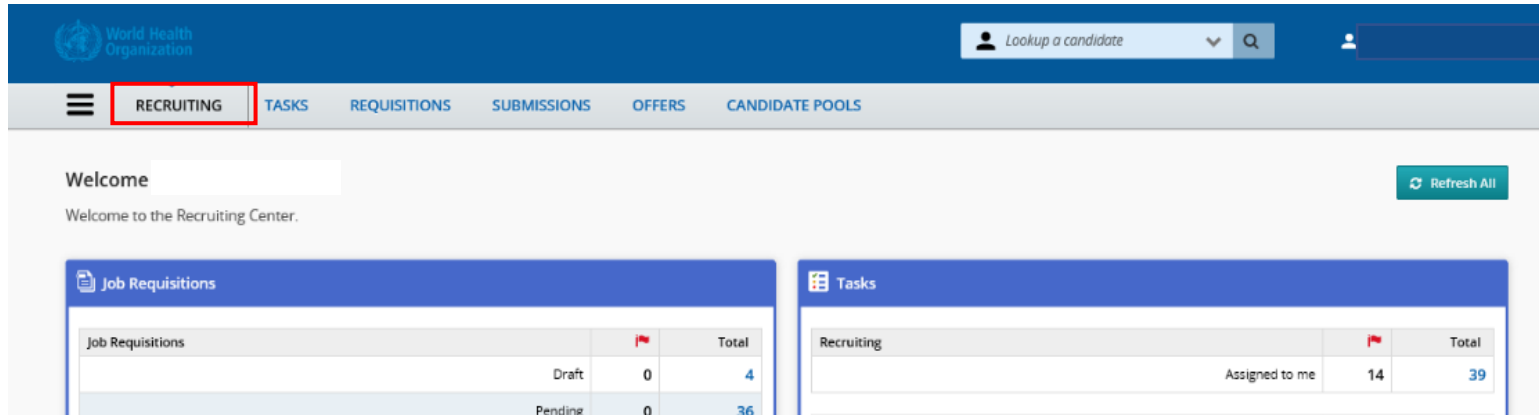 World Health
Organization
Lookup a candidate
RECRUITING TASKS REQUISITIONS SUBMISSIONS OFFERS CANDIDATE POOLS
Welcome
Refresh All
Welcome to the Recruiting Center.
Job Requisitions
Job Requisitions Total
Draft 0 4
Pending 0 36
Tasks
Recruiting Total
Assigned to me 14 39